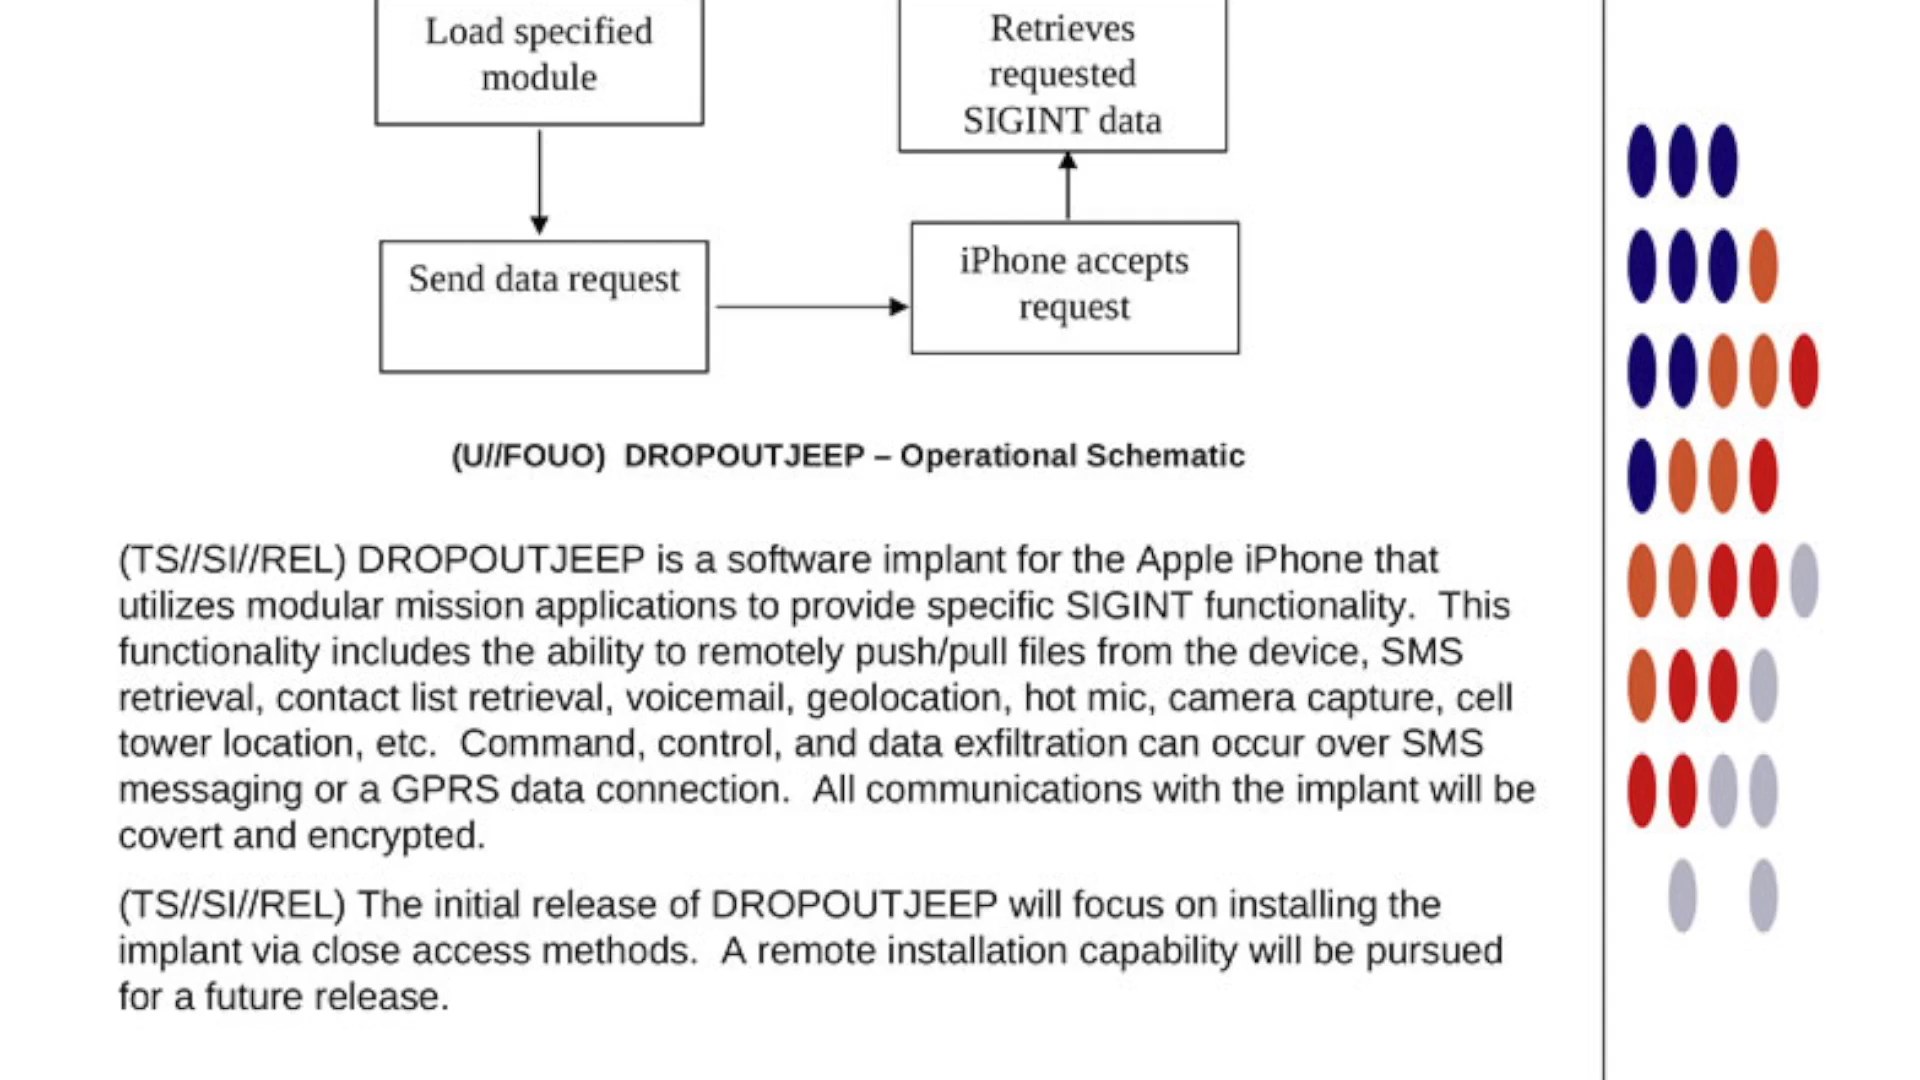 Load specified
module
Retrieves
requested
SIGINT data
Send data request
iPhone accepts
request
(U//FOUO) DROPOUTJEEP – Operational Schematic
(TS//SI//REL) DROPOUTJEEP is a software implant for the Apple iPhone that
utilizes modular mission applications to provide specific SIGINT functionality. This
functionality includes the ability to remotely push/pull files from the device, SMS
retrieval, contact list retrieval, voicemail, geolocation, hot mic, camera capture, cell
tower location, etc. Command, control, and data exfiltration can occur over SMS
messaging or a GPRS data connection. All communications with the implant will be
covert and encrypted.
(TS//SI//REL) The initial release of DROPOUTJEEP will focus on installing the
implant via close access methods. A remote installation capability will be pursued
for a future release.